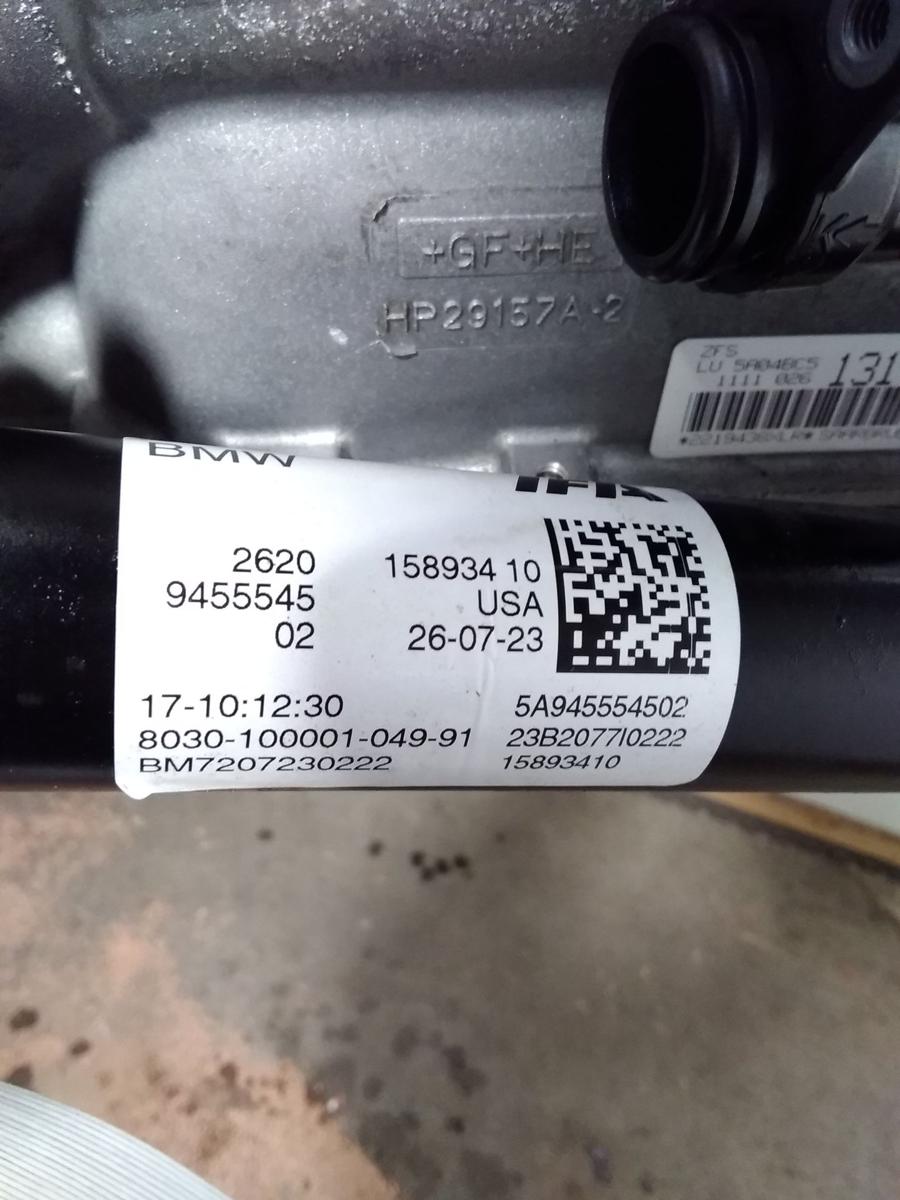 +GF+HE
HP29157A-2
ZFS
LU 5A04BC5
1111 026 131
BMW
2620 158934 10
9455545 USA
02 26-07-23
17-10:12:30 5A945554502
8030-100001-049-91 23B2077I0222
BM7207230222 15893410